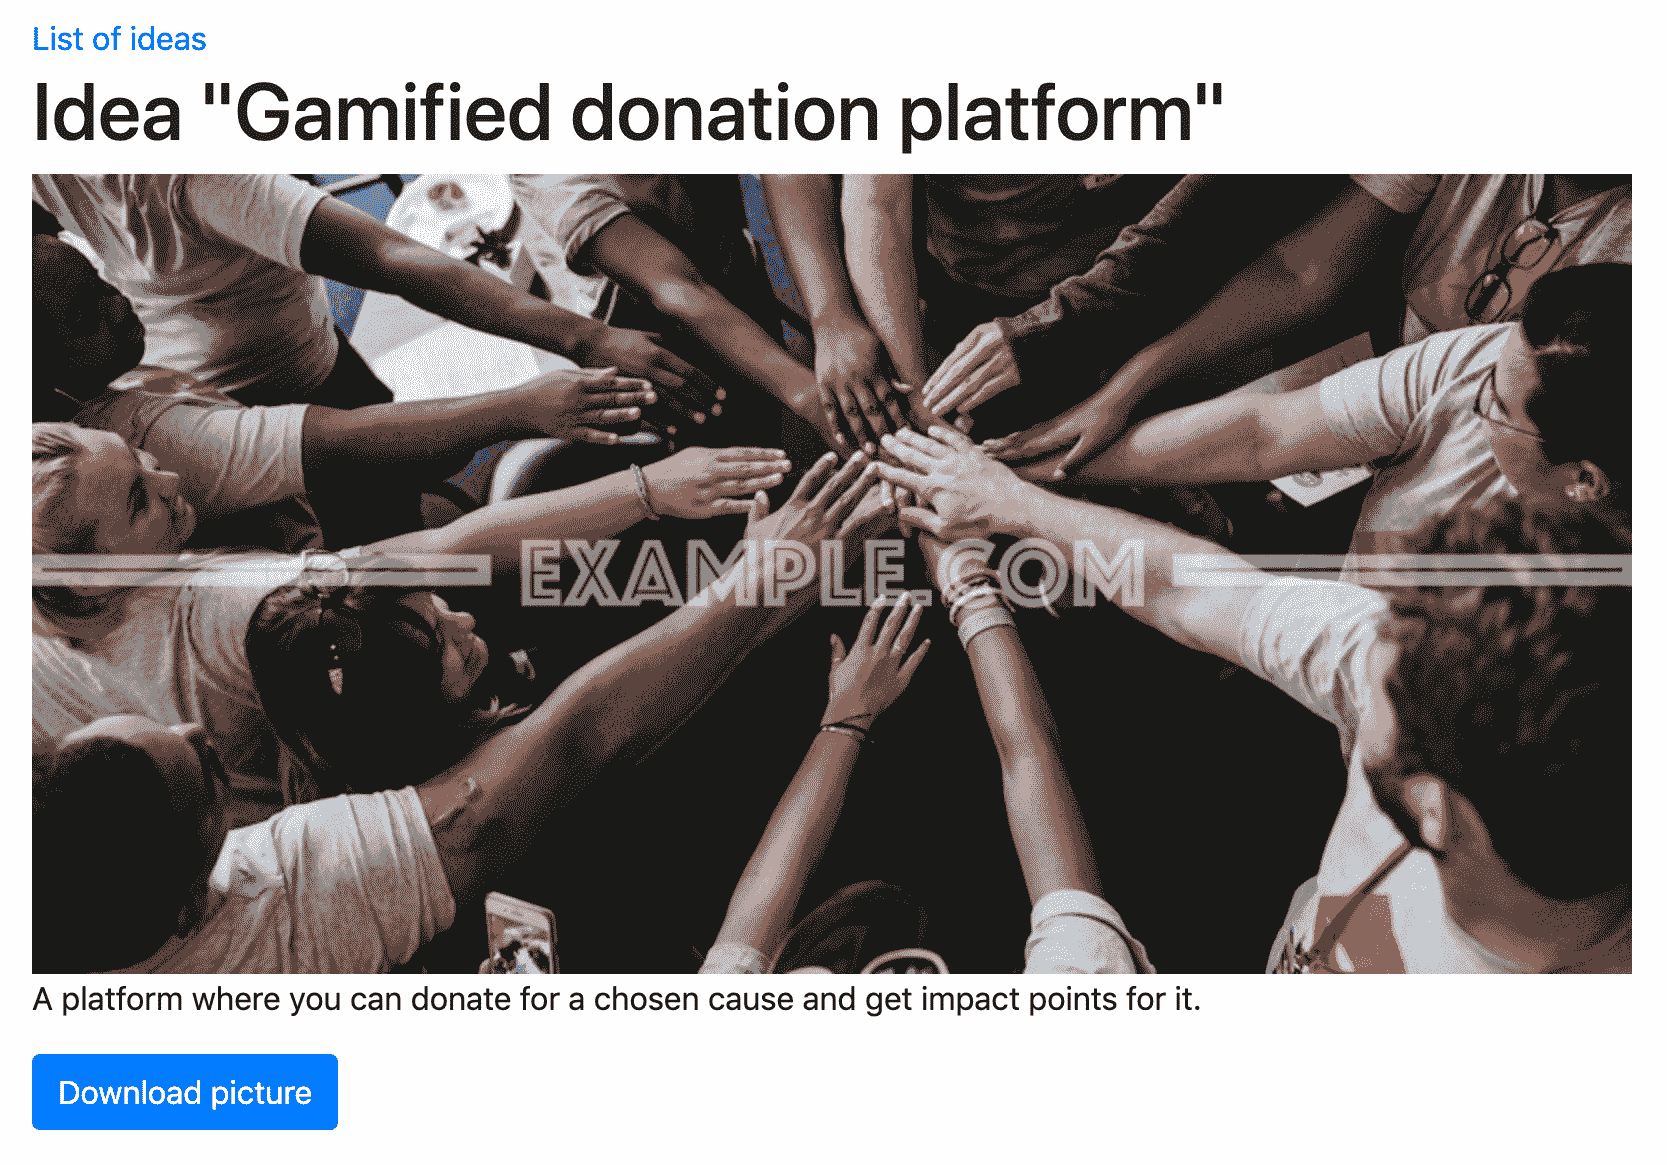 List of ideas
Idea "Gamified donation platform"
EXAMPLE.COM
A platform where you can donate for a chosen cause and get impact points for it.
Download picture